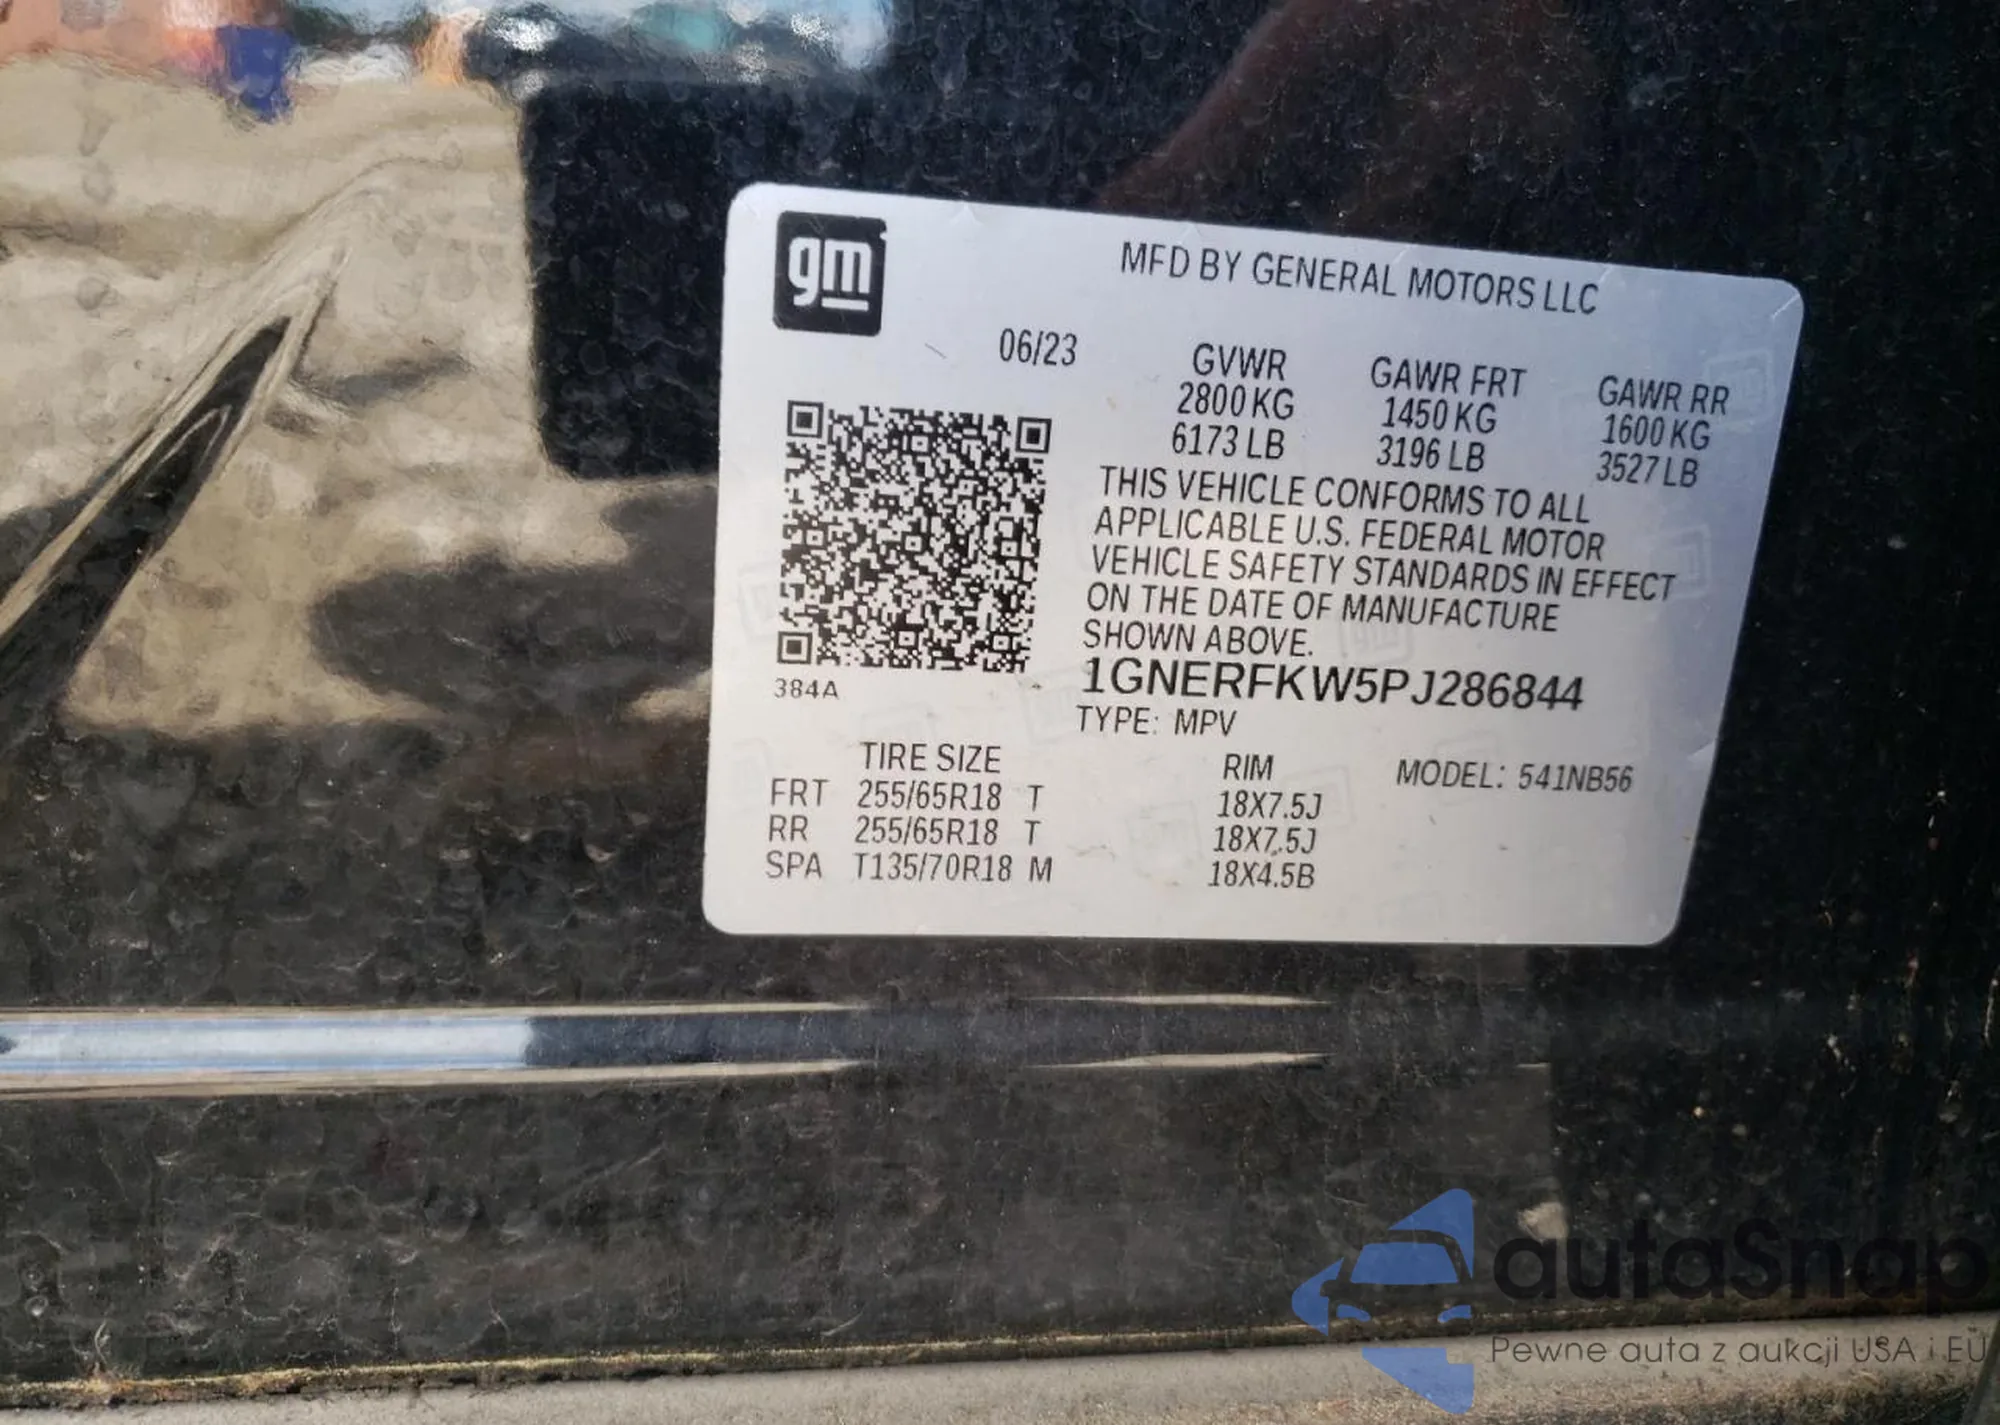 gm
MFD BY GENERAL MOTORS LLC
06/23 GVWR GAWR FRT GAWR RR
2800 KG 1450 KG 1600 KG
6173 LB 3196 LB 3527 LB
THIS VEHICLE CONFORMS TO ALL
APPLICABLE U.S. FEDERAL MOTOR
VEHICLE SAFETY STANDARDS IN EFFECT
ON THE DATE OF MANUFACTURE
SHOWN ABOVE.
384A
1GNERFKW5PJ286844
TYPE: MPV
TIRE SIZE RIM MODEL: 541NB56
FRT 255/65R18 T 18X7.5J
RR 255/65R18 T 18X7.5J
SPA T135/70R18 M 18X4.5B
autaSnap
Pewne auta z aukcji USA i EU